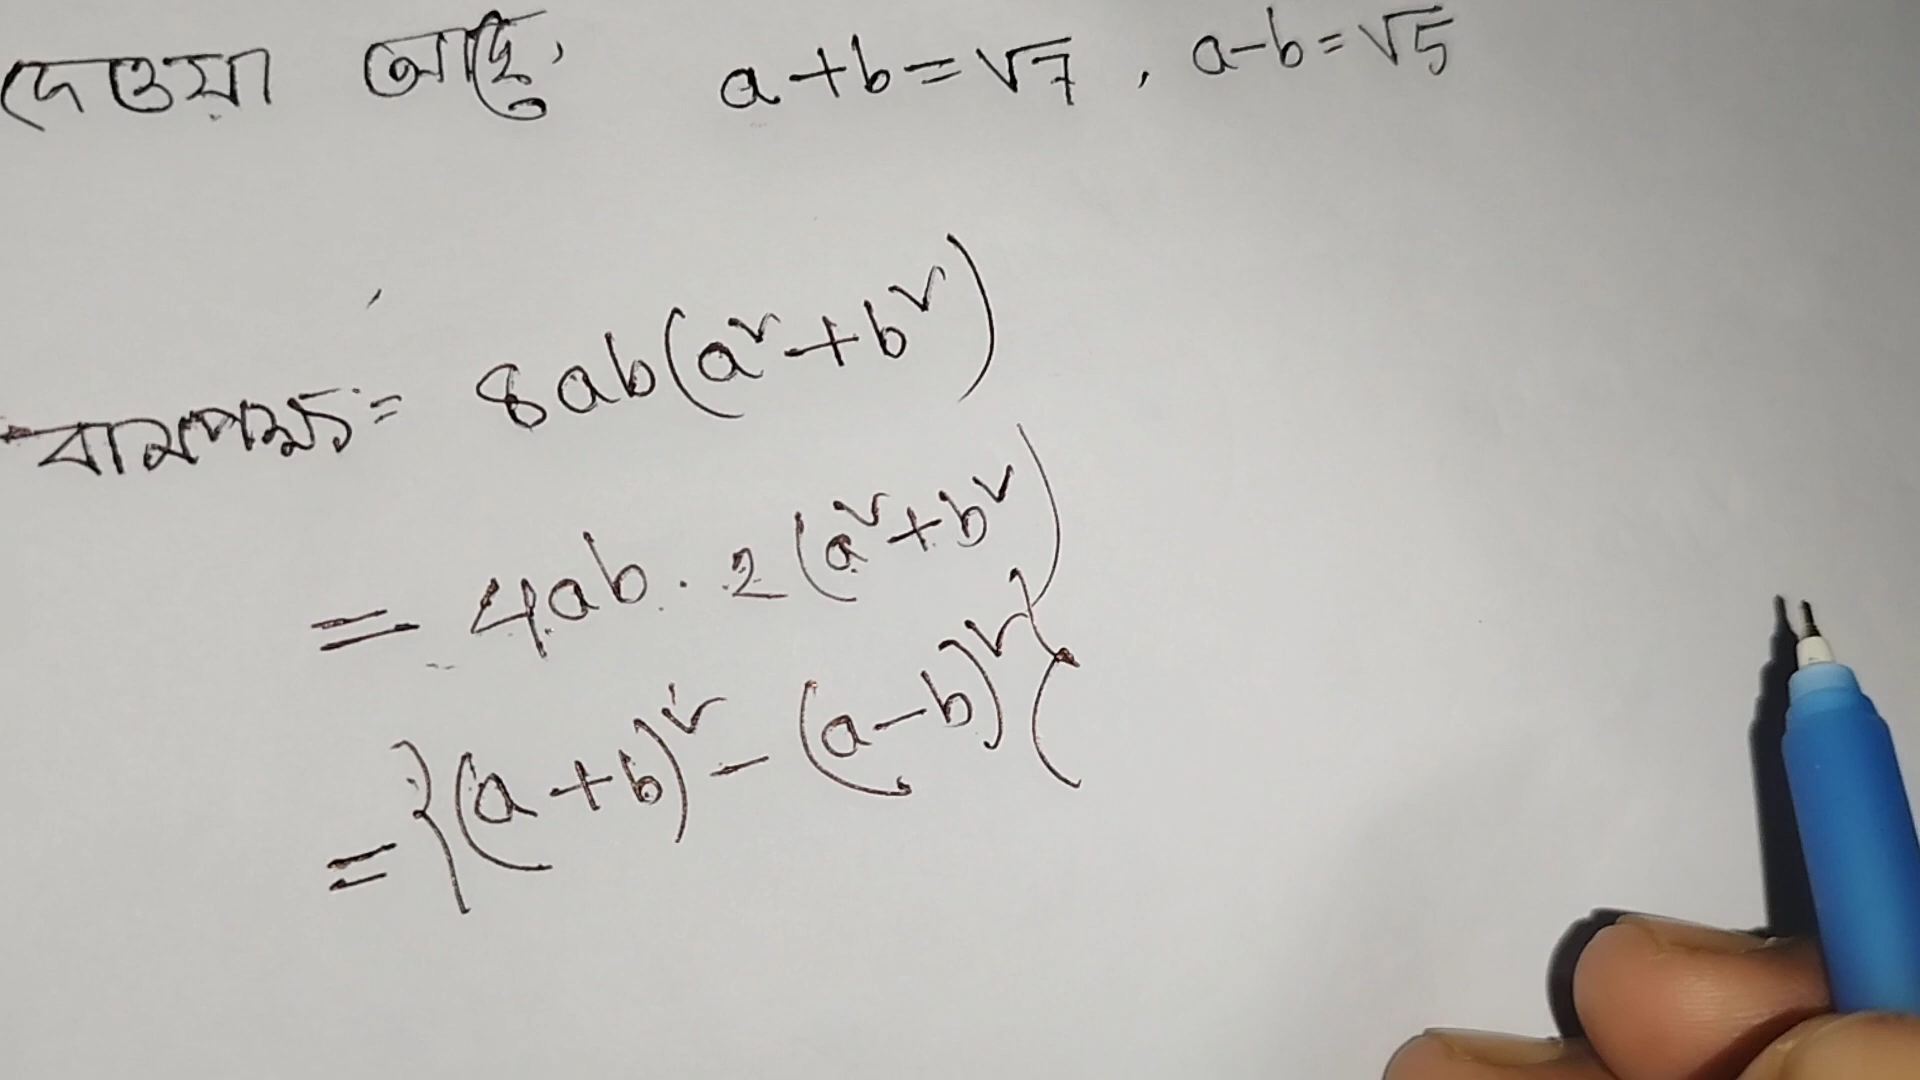 দেওয়া আছে, a+b=√7, a-b=√5
বামপক্ষ= 8ab(a²+b²)
= 4ab. 2(a²+b²)
={(a+b)²-(a-b)²}